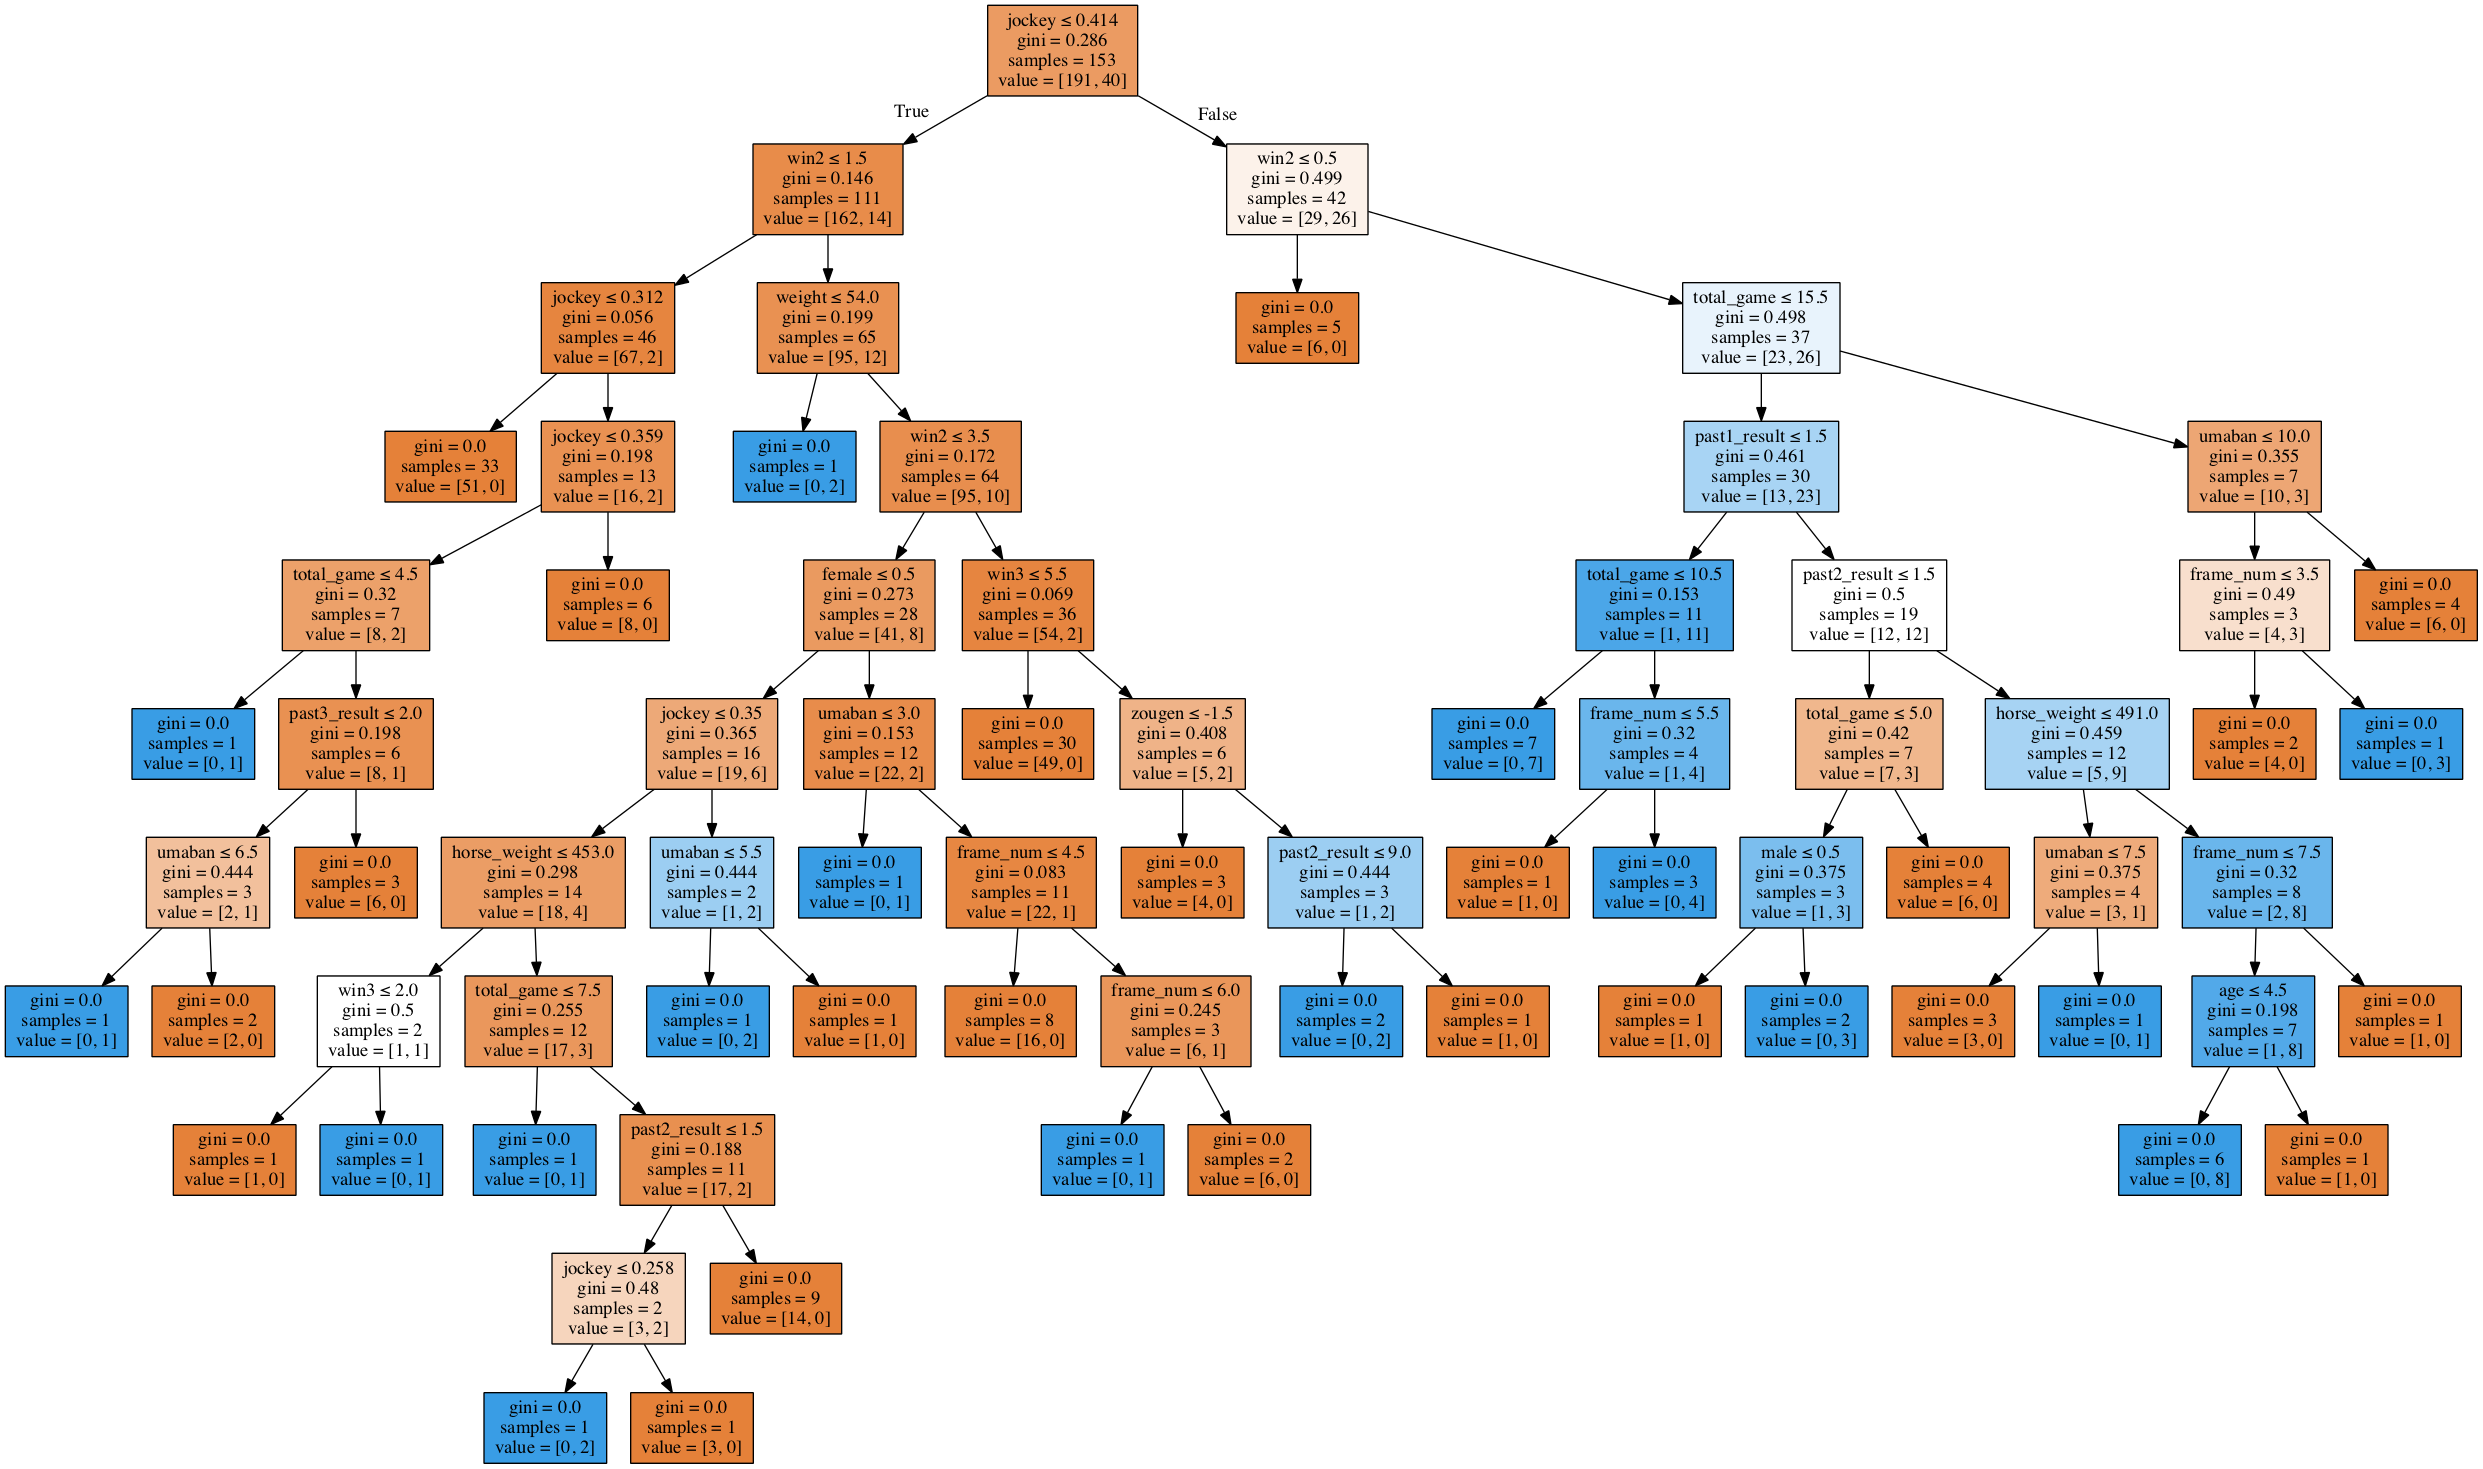 jockey ≤ 0.414
gini = 0.286
samples = 153
value = [191, 40]
True
False
win2 ≤ 1.5
gini = 0.146
samples = 111
value = [162, 14]
win2 ≤ 0.5
gini = 0.499
samples = 42
value = [29, 26]
jockey ≤ 0.312
gini = 0.056
samples = 46
value = [67, 2]
weight ≤ 54.0
gini = 0.199
samples = 65
value = [95, 12]
gini = 0.0
samples = 5
value = [6, 0]
total_game ≤ 15.5
gini = 0.498
samples = 37
value = [23, 26]
gini = 0.0
samples = 33
value = [51, 0]
jockey ≤ 0.359
gini = 0.198
samples = 13
value = [16, 2]
gini = 0.0
samples = 1
value = [0, 2]
win2 ≤ 3.5
gini = 0.172
samples = 64
value = [95, 10]
past1_result ≤ 1.5
gini = 0.461
samples = 30
value = [13, 23]
umaban ≤ 10.0
gini = 0.355
samples = 7
value = [10, 3]
total_game ≤ 4.5
gini = 0.32
samples = 7
value = [8, 2]
gini = 0.0
samples = 6
value = [8, 0]
female ≤ 0.5
gini = 0.273
samples = 28
value = [41, 8]
win3 ≤ 5.5
gini = 0.069
samples = 36
value = [54, 2]
total_game ≤ 10.5
gini = 0.153
samples = 11
value = [1, 11]
past2_result ≤ 1.5
gini = 0.5
samples = 19
value = [12, 12]
frame_num ≤ 3.5
gini = 0.49
samples = 3
value = [4, 3]
gini = 0.0
samples = 4
value = [6, 0]
gini = 0.0
samples = 1
value = [0, 1]
past3_result ≤ 2.0
gini = 0.198
samples = 6
value = [8, 1]
jockey ≤ 0.35
gini = 0.365
samples = 16
value = [19, 6]
umaban ≤ 3.0
gini = 0.153
samples = 12
value = [22, 2]
gini = 0.0
samples = 30
value = [49, 0]
zougen ≤ -1.5
gini = 0.408
samples = 6
value = [5, 2]
gini = 0.0
samples = 7
value = [0, 7]
frame_num ≤ 5.5
gini = 0.32
samples = 4
value = [1, 4]
total_game ≤ 5.0
gini = 0.42
samples = 7
value = [7, 3]
horse_weight ≤ 491.0
gini = 0.459
samples = 12
value = [5, 9]
gini = 0.0
samples = 2
value = [4, 0]
gini = 0.0
samples = 1
value = [0, 3]
umaban ≤ 6.5
gini = 0.444
samples = 3
value = [2, 1]
gini = 0.0
samples = 3
value = [6, 0]
horse_weight ≤ 453.0
gini = 0.298
samples = 14
value = [18, 4]
umaban ≤ 5.5
gini = 0.444
samples = 2
value = [1, 2]
gini = 0.0
samples = 1
value = [0, 1]
frame_num ≤ 4.5
gini = 0.083
samples = 11
value = [22, 1]
gini = 0.0
samples = 3
value = [4, 0]
past2_result ≤ 9.0
gini = 0.444
samples = 3
value = [1, 2]
gini = 0.0
samples = 1
value = [1, 0]
gini = 0.0
samples = 3
value = [0, 4]
male ≤ 0.5
gini = 0.375
samples = 3
value = [1, 3]
gini = 0.0
samples = 4
value = [6, 0]
umaban ≤ 7.5
gini = 0.375
samples = 4
value = [3, 1]
frame_num ≤ 7.5
gini = 0.32
samples = 8
value = [2, 8]
gini = 0.0
samples = 1
value = [0, 1]
gini = 0.0
samples = 2
value = [2, 0]
win3 ≤ 2.0
gini = 0.5
samples = 2
value = [1, 1]
total_game ≤ 7.5
gini = 0.255
samples = 12
value = [17, 3]
gini = 0.0
samples = 1
value = [0, 2]
gini = 0.0
samples = 1
value = [1, 0]
gini = 0.0
samples = 8
value = [16, 0]
frame_num ≤ 6.0
gini = 0.245
samples = 3
value = [6, 1]
gini = 0.0
samples = 2
value = [0, 2]
gini = 0.0
samples = 1
value = [1, 0]
gini = 0.0
samples = 1
value = [1, 0]
gini = 0.0
samples = 2
value = [0, 3]
gini = 0.0
samples = 3
value = [3, 0]
gini = 0.0
samples = 1
value = [0, 1]
age ≤ 4.5
gini = 0.198
samples = 7
value = [1, 8]
gini = 0.0
samples = 1
value = [1, 0]
gini = 0.0
samples = 1
value = [1, 0]
gini = 0.0
samples = 1
value = [0, 1]
gini = 0.0
samples = 1
value = [0, 1]
past2_result ≤ 1.5
gini = 0.188
samples = 11
value = [17, 2]
gini = 0.0
samples = 1
value = [0, 1]
gini = 0.0
samples = 2
value = [6, 0]
gini = 0.0
samples = 6
value = [0, 8]
gini = 0.0
samples = 1
value = [1, 0]
jockey ≤ 0.258
gini = 0.48
samples = 2
value = [3, 2]
gini = 0.0
samples = 9
value = [14, 0]
gini = 0.0
samples = 1
value = [0, 2]
gini = 0.0
samples = 1
value = [3, 0]